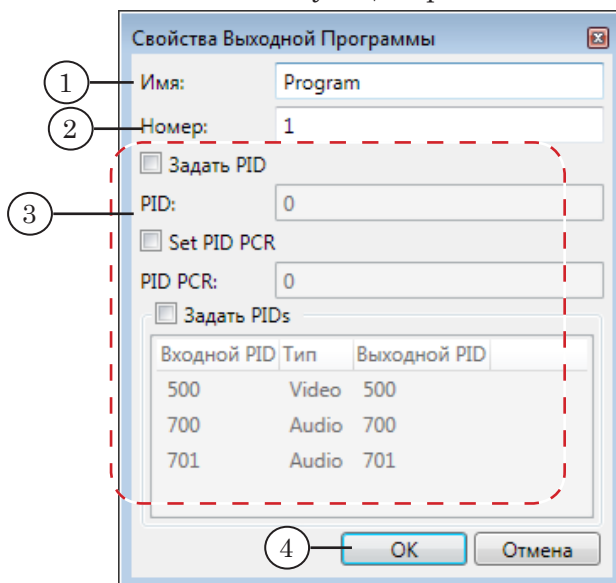 Свойства Выходной Программы
1 Имя: Program
2 Номер: 1
Задать PID
3 PID: 0
Set PID PCR
PID PCR: 0
Задать PIDs
Входной PID Тип Выходной PID
500 Video 500
700 Audio 700
701 Audio 701
4 OK Отмена